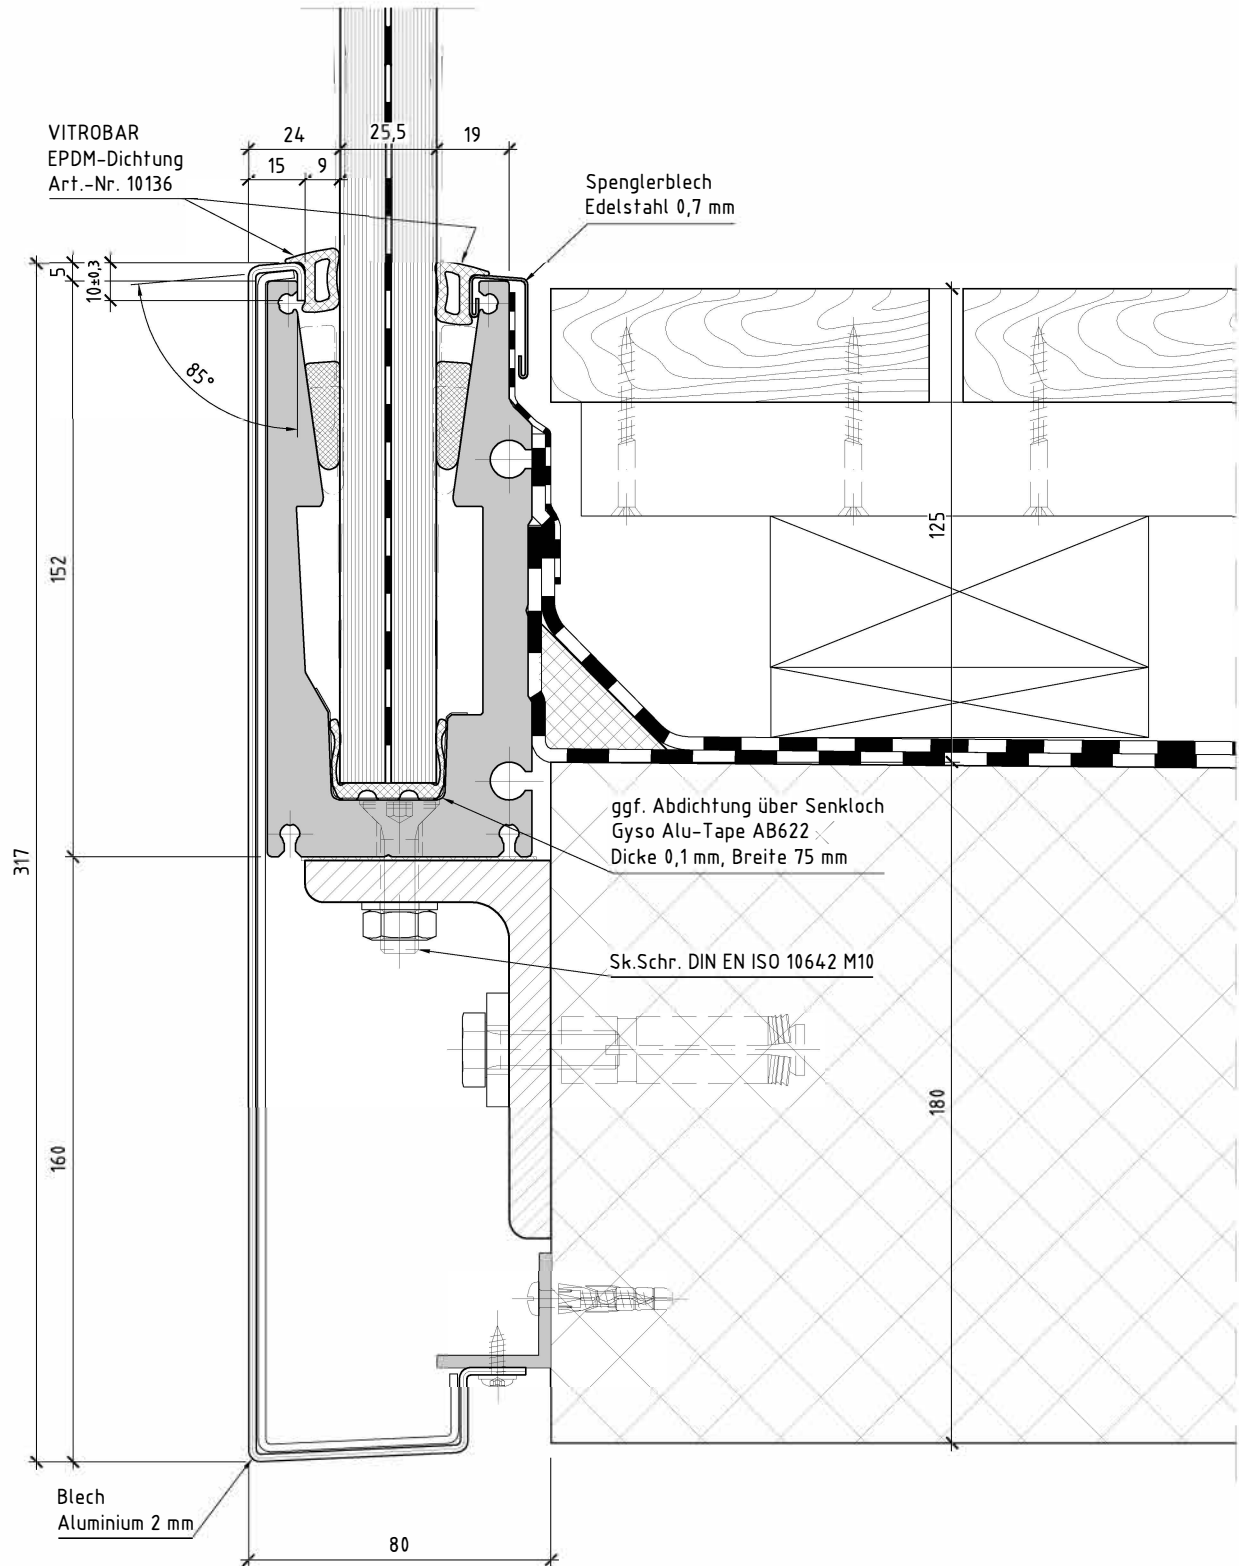 VITROBAR
EPDM-Dichtung
Art.-Nr. 10136
24
25,5
19
15
9
Spenglerblech
Edelstahl 0,7 mm
5
10±0,3
85°
125
152
317
ggf. Abdichtung über Senkloch
Gyso Alu-Tape AB622
Dicke 0,1 mm, Breite 75 mm
Sk.Schr. DIN EN ISO 10642 M10
180
160
Blech
Aluminium 2 mm
80